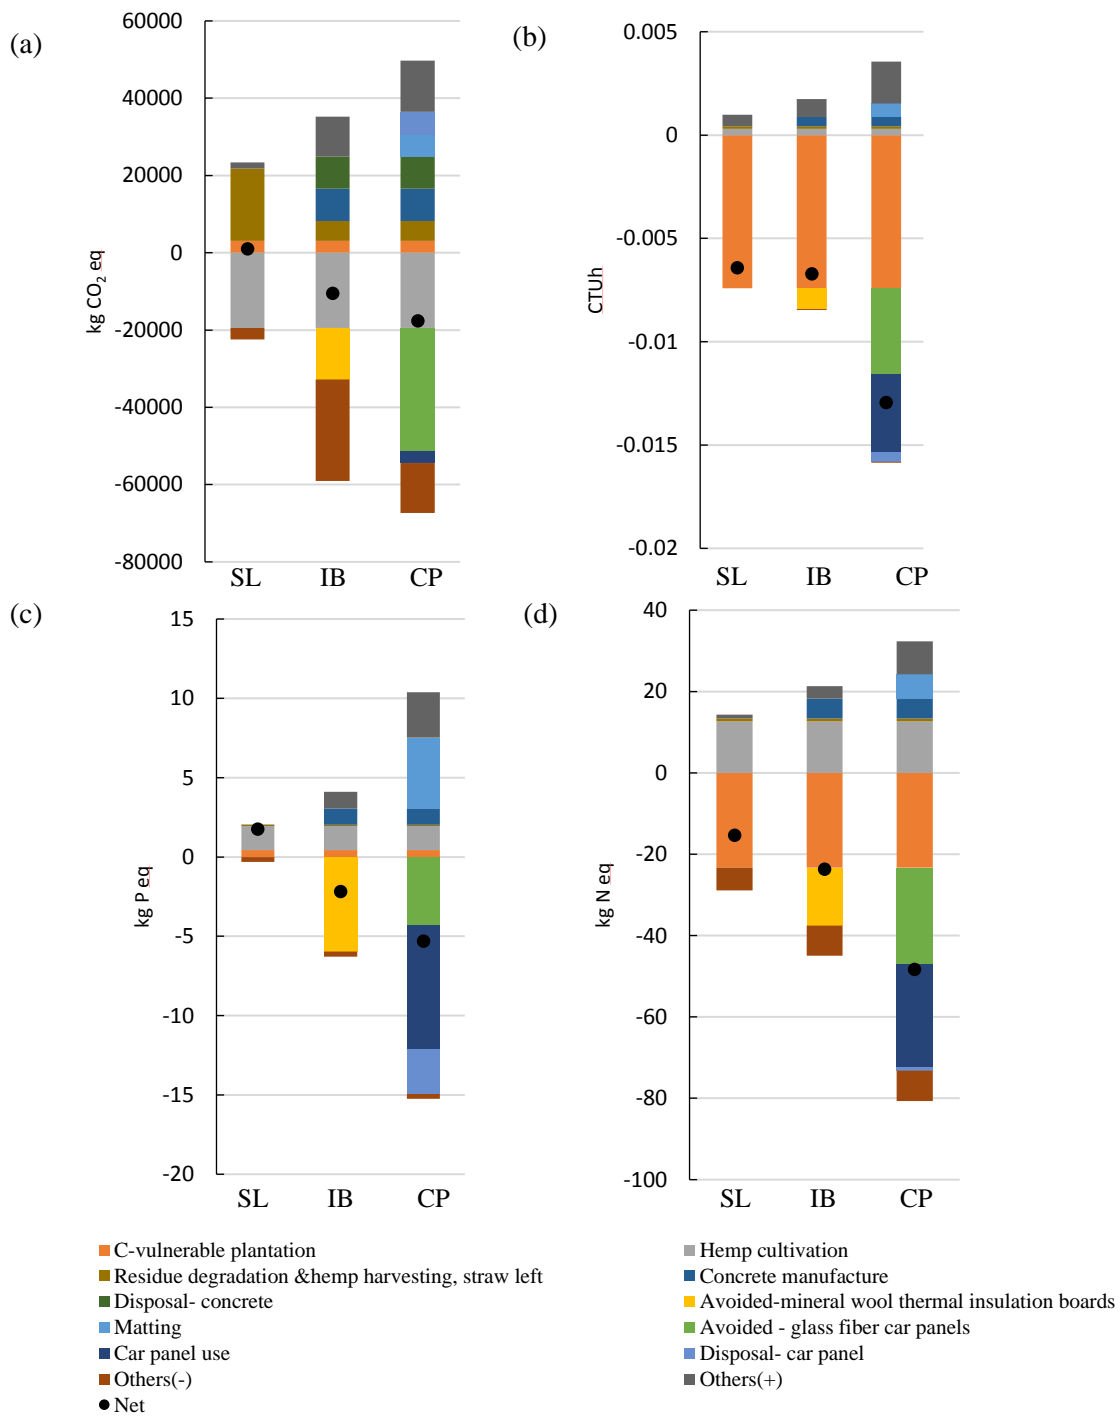 (a)
60000
40000
20000
0
-20000
-40000
-60000
-80000
kg CO₂ eq
SL IB CP
(b)
0.005
0
-0.005
-0.01
-0.015
-0.02
CTUh
SL IB CP
(c)
15
10
5
0
-5
-10
-15
-20
kg P eq
SL IB CP
(d)
40
20
0
-20
-40
-60
-80
-100
kg N eq
SL IB CP
C-vulnerable plantation
Residue degradation &hemp harvesting, straw left
Disposal- concrete
Matting
Car panel use
Others(-)
Net
Hemp cultivation
Concrete manufacture
Avoided-mineral wool thermal insulation boards
Avoided - glass fiber car panels
Disposal- car panel
Others(+)